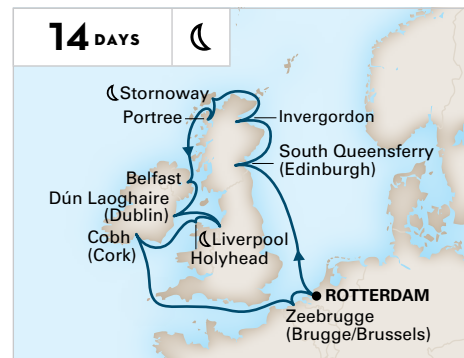 14 DAYS
Stornoway
Portree
Invergordon
South Queensferry
(Edinburgh)
Belfast
Dún Laoghaire
(Dublin)
Cobh
(Cork)
Liverpool
Holyhead
ROTTERDAM
Zeebrugge
(Brugge/Brussels)